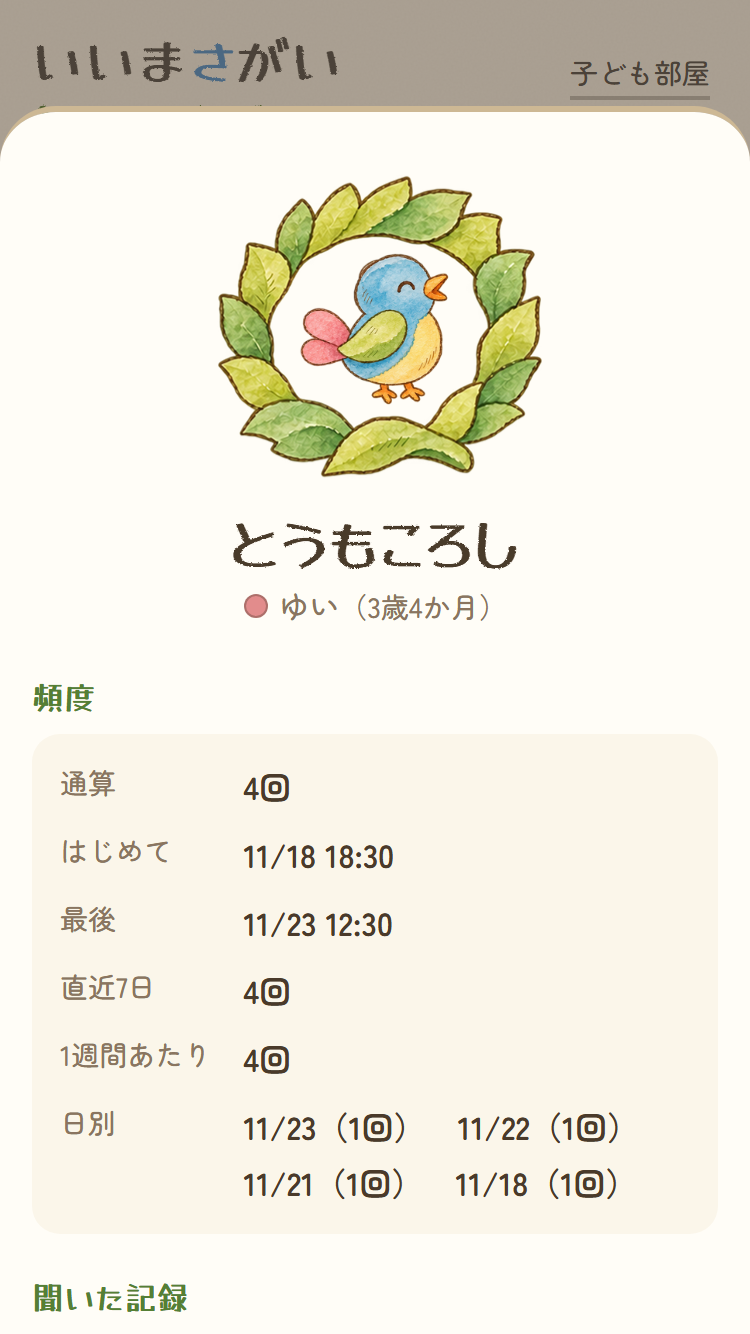 いいまさがい
子ども部屋
とうもころし
ゆい（3歳4か月）
頻度
通算 4回
はじめて 11/18 18:30
最後 11/23 12:30
直近7日 4回
1週間あたり 4回
日別 11/23（1回） 11/22（1回）
11/21（1回） 11/18（1回）
聞いた記録